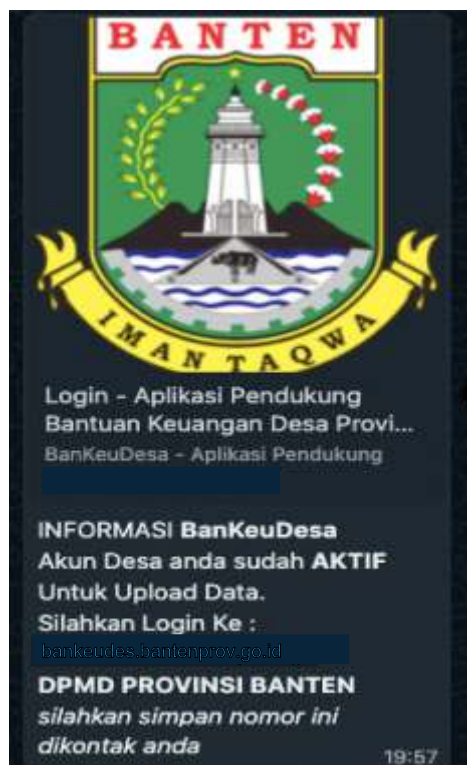 BANTEN
IMAN TAQWA
Login - Aplikasi Pendukung
Bantuan Keuangan Desa Provi...
BanKeuDesa - Aplikasi Pendukung
INFORMASI BanKeuDesa
Akun Desa anda sudah AKTIF
Untuk Upload Data.
Silahkan Login Ke :
bankeudes.bantenprov.go.id
DPMD PROVINSI BANTEN
silahkan simpan nomor ini
dikontak anda
19:57